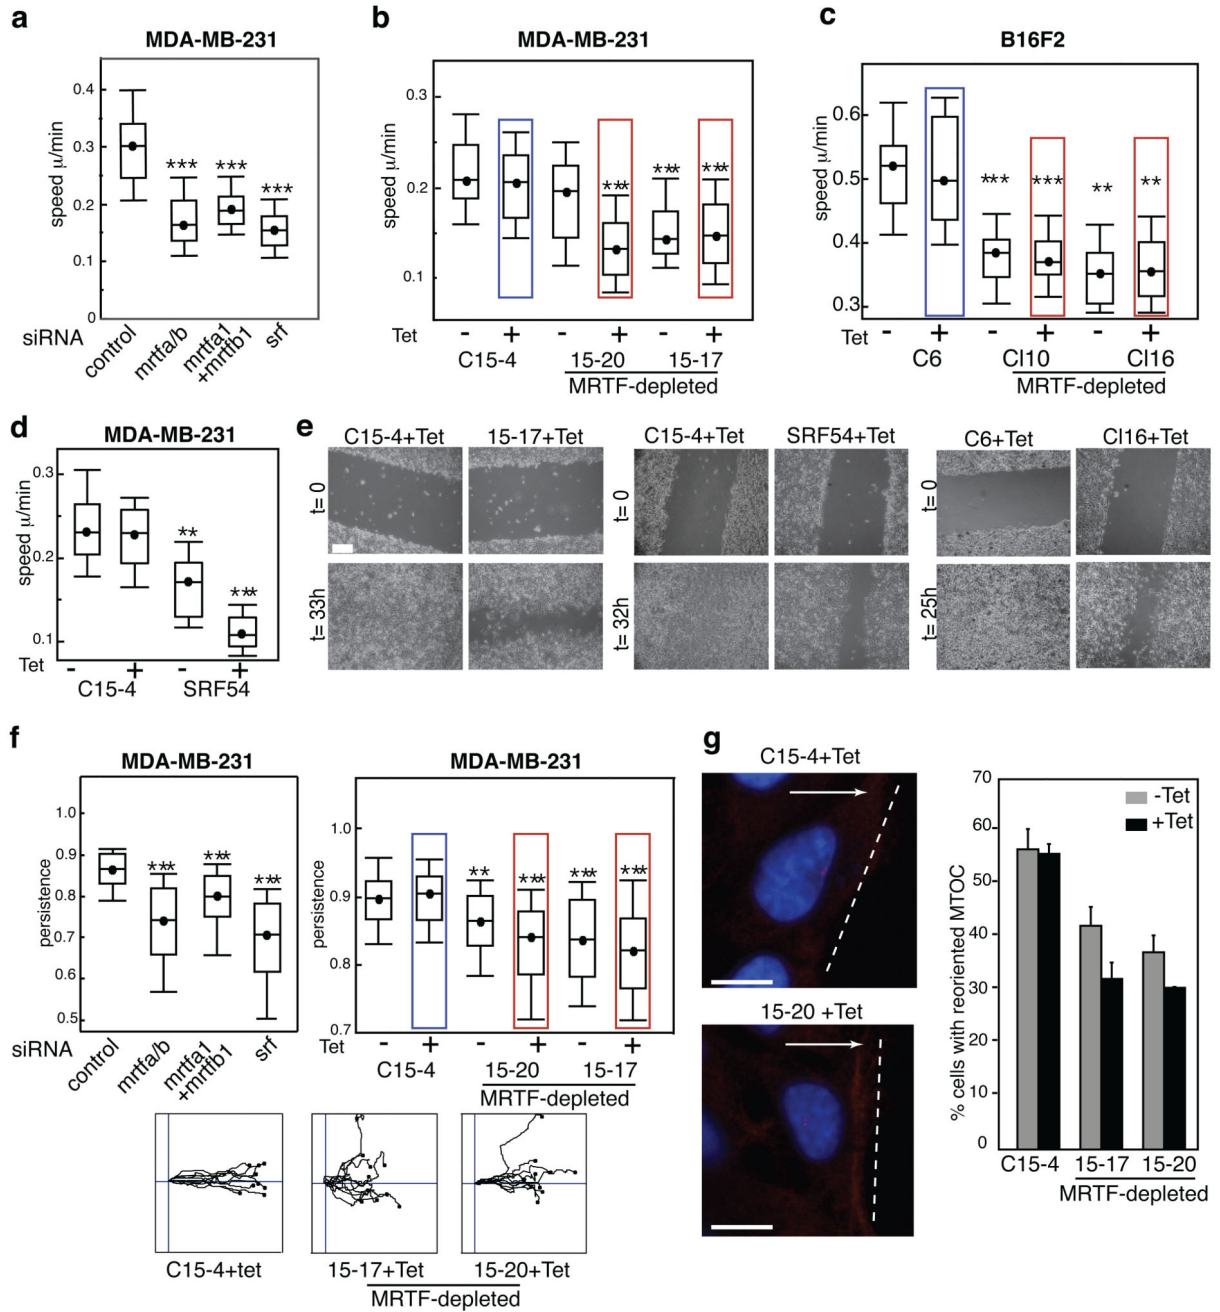 a
MDA-MB-231
speed μ/min
0.4
0.3
0.2
0.1
0
***
***
***
siRNA
control
mrtfa/b
mrtfa1
+mrtfb1
srf
b
MDA-MB-231
speed μ/min
0.3
0.2
0.1
***
***
***
Tet
- + - + - +
C15-4 15-20 15-17
MRTF-depleted
c
B16F2
speed μ/min
0.6
0.5
0.4
0.3
***
***
**
**
Tet
- + - + - +
C6 Cl10 Cl16
MRTF-depleted
d
MDA-MB-231
speed μ/min
0.3
0.2
0.1
**
***
Tet - + - +
C15-4 SRF54
e
C15-4+Tet 15-17+Tet
t= 0
t= 33h
C15-4+Tet SRF54+Tet
t= 0
t= 32h
C6+Tet Cl16+Tet
t= 0
t= 25h
f
MDA-MB-231
persistence
1.0
0.9
0.8
0.7
0.6
0.5
***
***
***
siRNA
control
mrtfa/b
mrtfa1
+mrtfb1
srf
MDA-MB-231
persistence
1.0
0.9
0.8
0.7
**
***
***
***
Tet - + - + - +
C15-4 15-20 15-17
MRTF-depleted
C15-4+tet 15-17+Tet 15-20+Tet
MRTF-depleted
g
C15-4+Tet
15-20 +Tet
% cells with reoriented MTOC
70
60
50
40
30
20
10
0
-Tet
+Tet
C15-4 15-17 15-20
MRTF-depleted